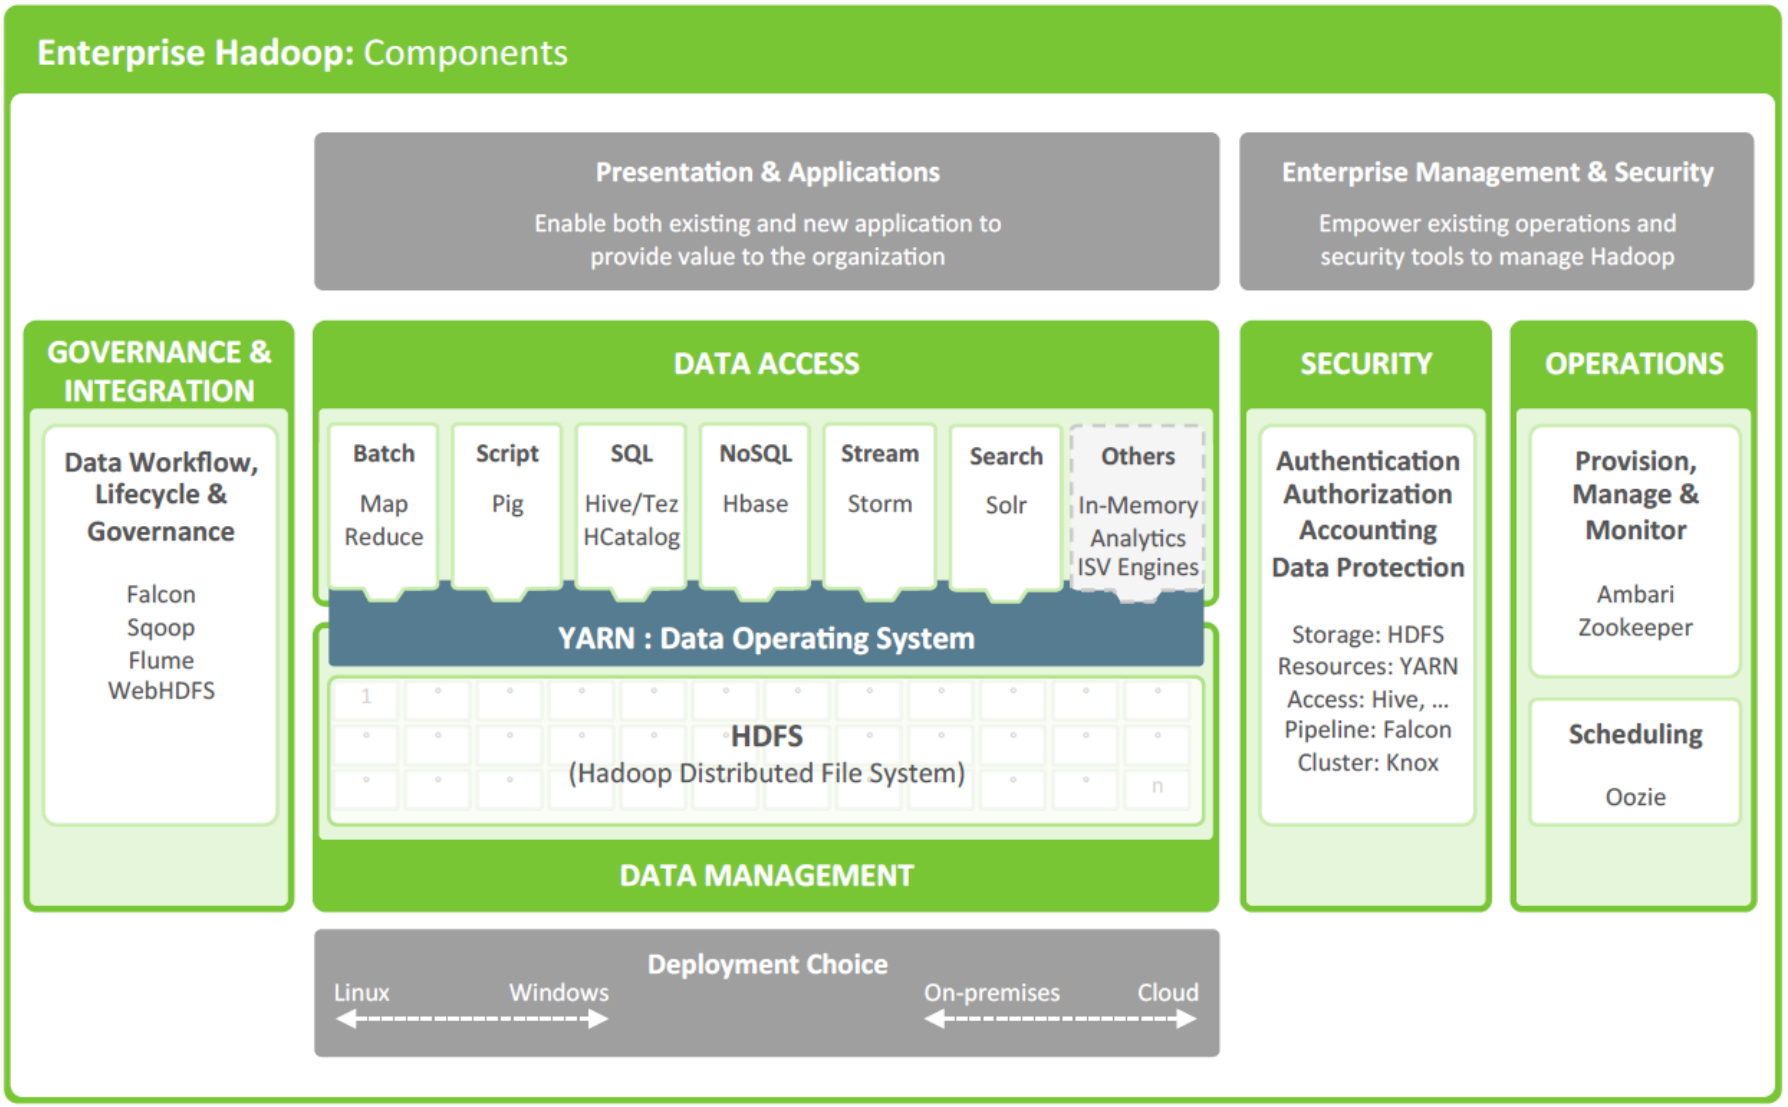 Enterprise Hadoop: Components
Presentation & Applications
Enable both existing and new application to
provide value to the organization
Enterprise Management & Security
Empower existing operations and
security tools to manage Hadoop
GOVERNANCE &
INTEGRATION
Data Workflow,
Lifecycle &
Governance
Falcon
Sqoop
Flume
WebHDFS
DATA ACCESS
Batch
Map
Reduce
Script
Pig
SQL
Hive/Tez
HCatalog
NoSQL
Hbase
Stream
Storm
Search
Solr
Others
In-Memory
Analytics
ISV Engines
YARN : Data Operating System
1
HDFS
(Hadoop Distributed File System)
n
DATA MANAGEMENT
SECURITY
Authentication
Authorization
Accounting
Data Protection
Storage: HDFS
Resources: YARN
Access: Hive, ...
Pipeline: Falcon
Cluster: Knox
OPERATIONS
Provision,
Manage &
Monitor
Ambari
Zookeeper
Scheduling
Oozie
Deployment Choice
Linux Windows
On-premises Cloud